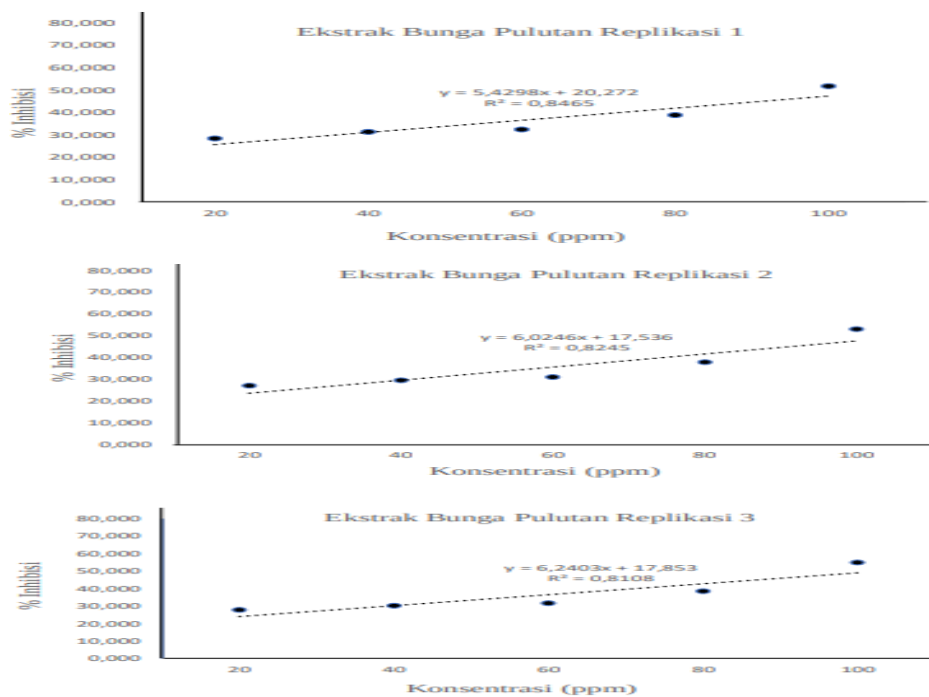 Ekstrak Bunga Pulutan Replikasi 1
80,000
70,000
60,000
50,000
40,000
30,000
20,000
10,000
0,000
% Inhibisi
y = 5,4298x + 20,272
R² = 0,8465
20 40 60 80 100
Konsentrasi (ppm)
Ekstrak Bunga Pulutan Replikasi 2
80,000
70,000
60,000
50,000
40,000
30,000
20,000
10,000
0,000
% Inhibisi
y = 6,0246x + 17,536
R² = 0,8245
20 40 60 80 100
Konsentrasi (ppm)
Ekstrak Bunga Pulutan Replikasi 3
80,000
70,000
60,000
50,000
40,000
30,000
20,000
10,000
0,000
% Inhibisi
y = 6,2403x + 17,853
R² = 0,8108
20 40 60 80 100
Konsentrasi (ppm)